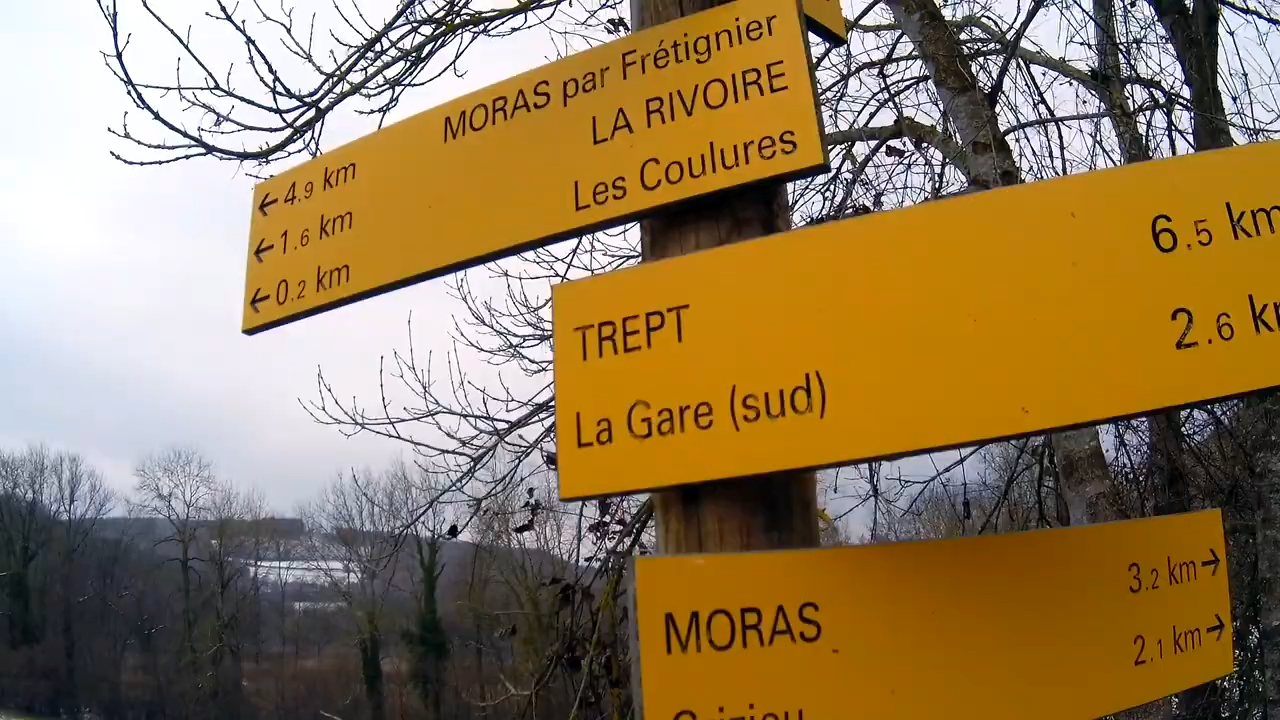 MORAS par Frétignier
LA RIVOIRE
Les Coulures
←4.9 km
←1.6 km
←0.2 km
TREPT 6.5 km
La Gare (sud) 2.6
MORAS 3.2 km→
2.1 km→